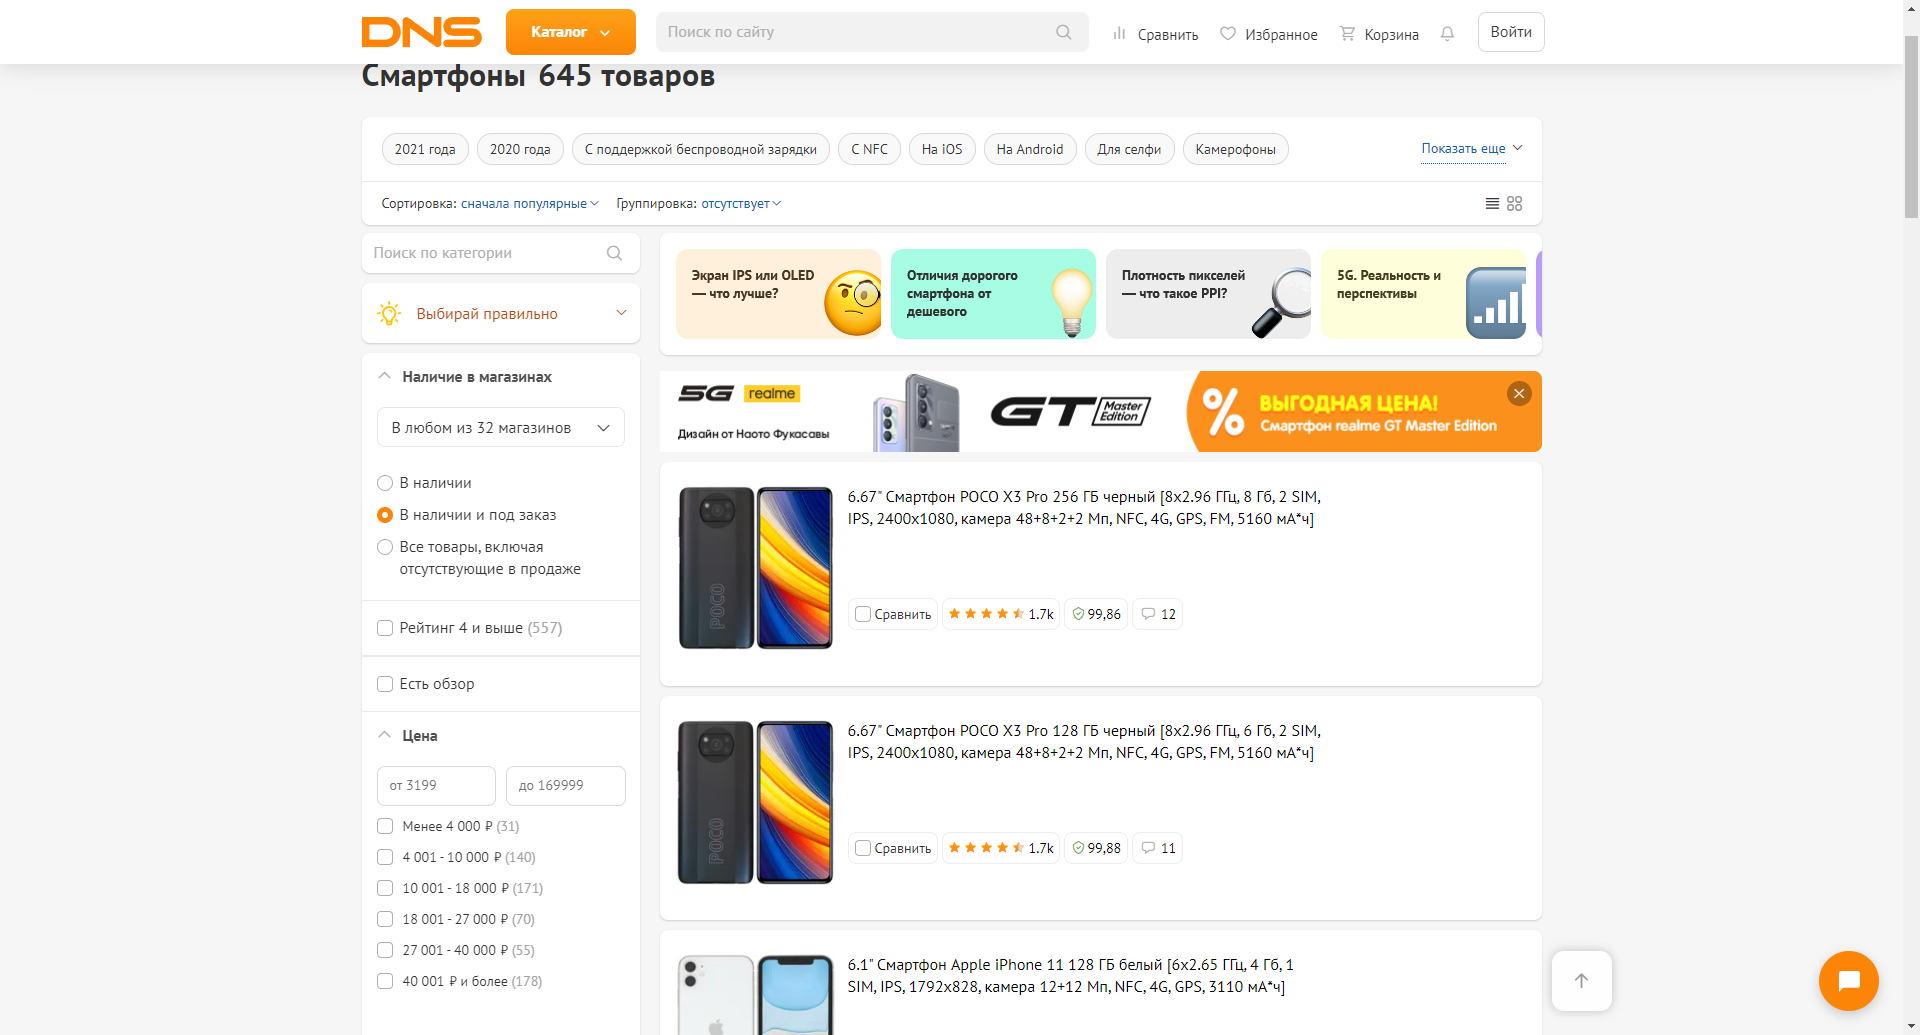 DNS
Каталог
Поиск по сайту
Сравнить
Избранное
Корзина
Войти
Смартфоны 645 товаров
2021 года
2020 года
С поддержкой беспроводной зарядки
С NFC
На iOS
На Android
Для селфи
Камерофоны
Показать еще
Сортировка: сначала популярные
Группировка: отсутствует
Поиск по категории
Выбирай правильно
Наличие в магазинах
В любом из 32 магазинов
В наличии
В наличии и под заказ
Все товары, включая
отсутствующие в продаже
Рейтинг 4 и выше (557)
Есть обзор
Цена
от 3199
до 169999
Менее 4 000 ₽ (31)
4 001 - 10 000 ₽ (140)
10 001 - 18 000 ₽ (171)
18 001 - 27 000 ₽ (70)
27 001 - 40 000 ₽ (55)
40 001 ₽ и более (178)
Экран IPS или OLED
— что лучше?
Отличия дорогого
смартфона от
дешевого
Плотность пикселей
— что такое PPI?
5G. Реальность и
перспективы
5G realme
Дизайн от Наото Фукасавы
GT Master
Edition
% ВЫГОДНАЯ ЦЕНА!
Смартфон realme GT Master Edition
POCO
6.67" Смартфон POCO X3 Pro 256 ГБ черный [8x2.96 ГГц, 8 Гб, 2 SIM,
IPS, 2400x1080, камера 48+8+2+2 Мп, NFC, 4G, GPS, FM, 5160 мА*ч]
Сравнить
1.7k
99,86
12
POCO
6.67" Смартфон POCO X3 Pro 128 ГБ черный [8x2.96 ГГц, 6 Гб, 2 SIM,
IPS, 2400x1080, камера 48+8+2+2 Мп, NFC, 4G, GPS, FM, 5160 мА*ч]
Сравнить
1.7k
99,88
11
6.1" Смартфон Apple iPhone 11 128 ГБ белый [6x2.65 ГГц, 4 Гб, 1
SIM, IPS, 1792x828, камера 12+12 Мп, NFC, 4G, GPS, 3110 мА*ч]